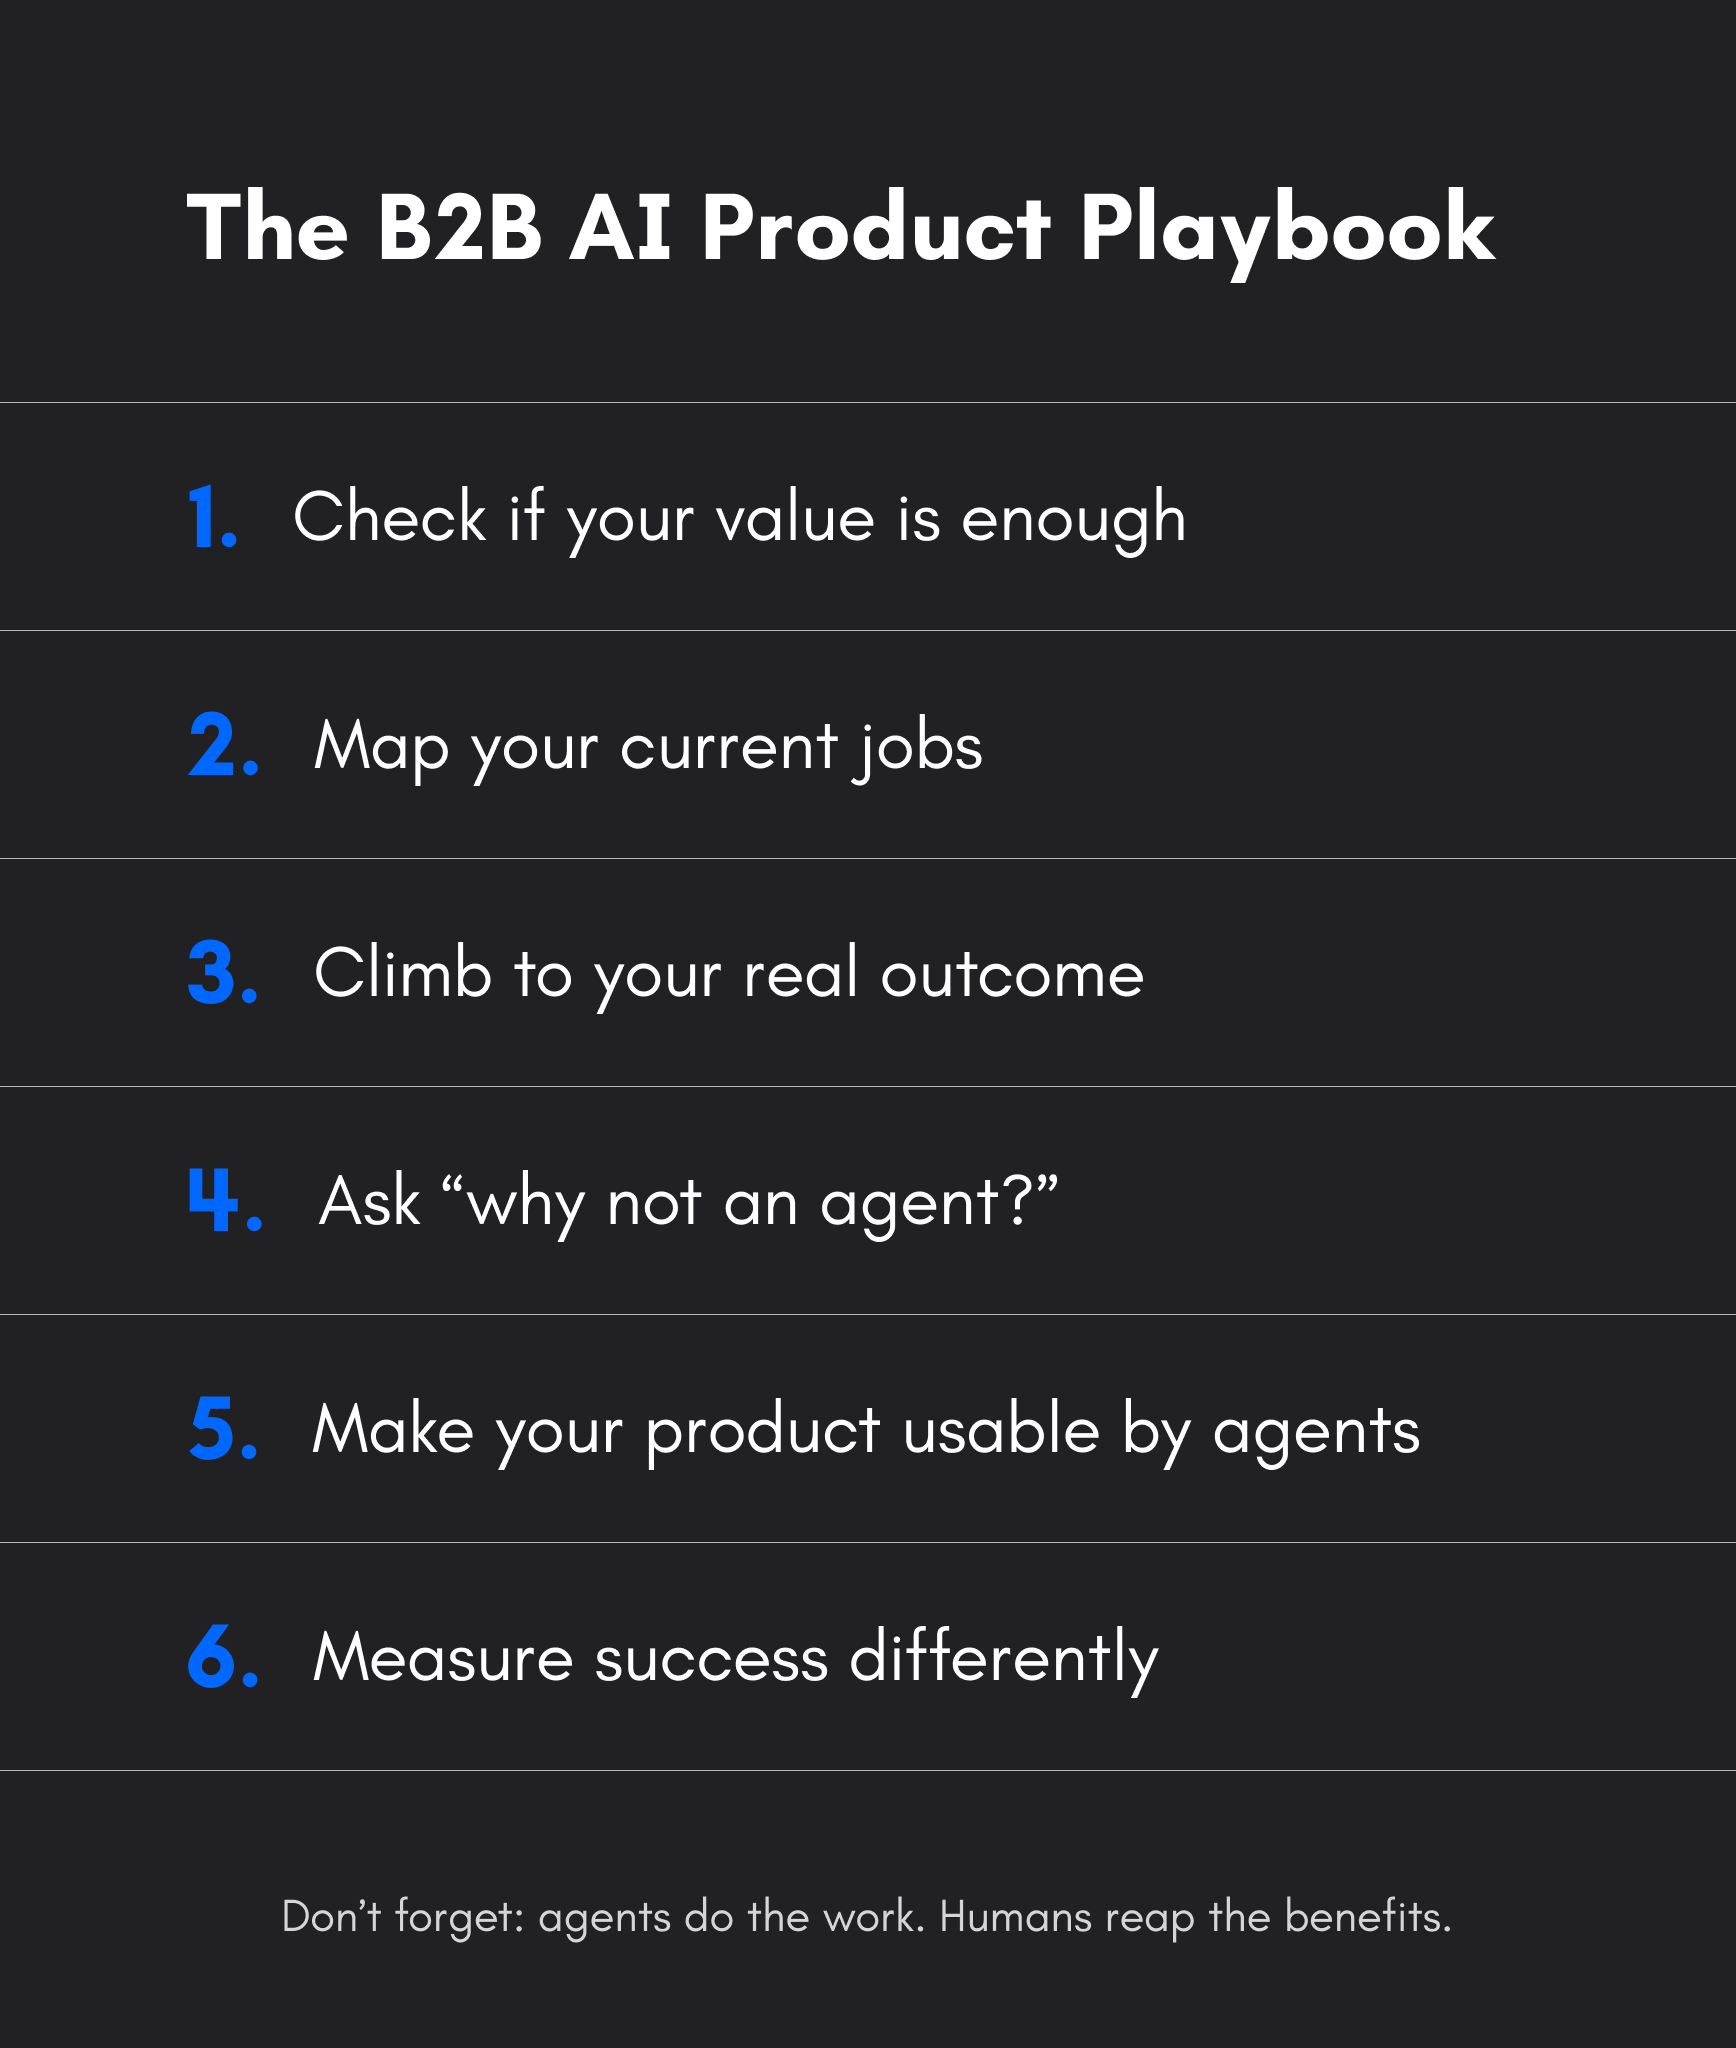 The B2B AI Product Playbook
1. Check if your value is enough
2. Map your current jobs
3. Climb to your real outcome
4. Ask “why not an agent?”
5. Make your product usable by agents
6. Measure success differently
Don’t forget: agents do the work. Humans reap the benefits.